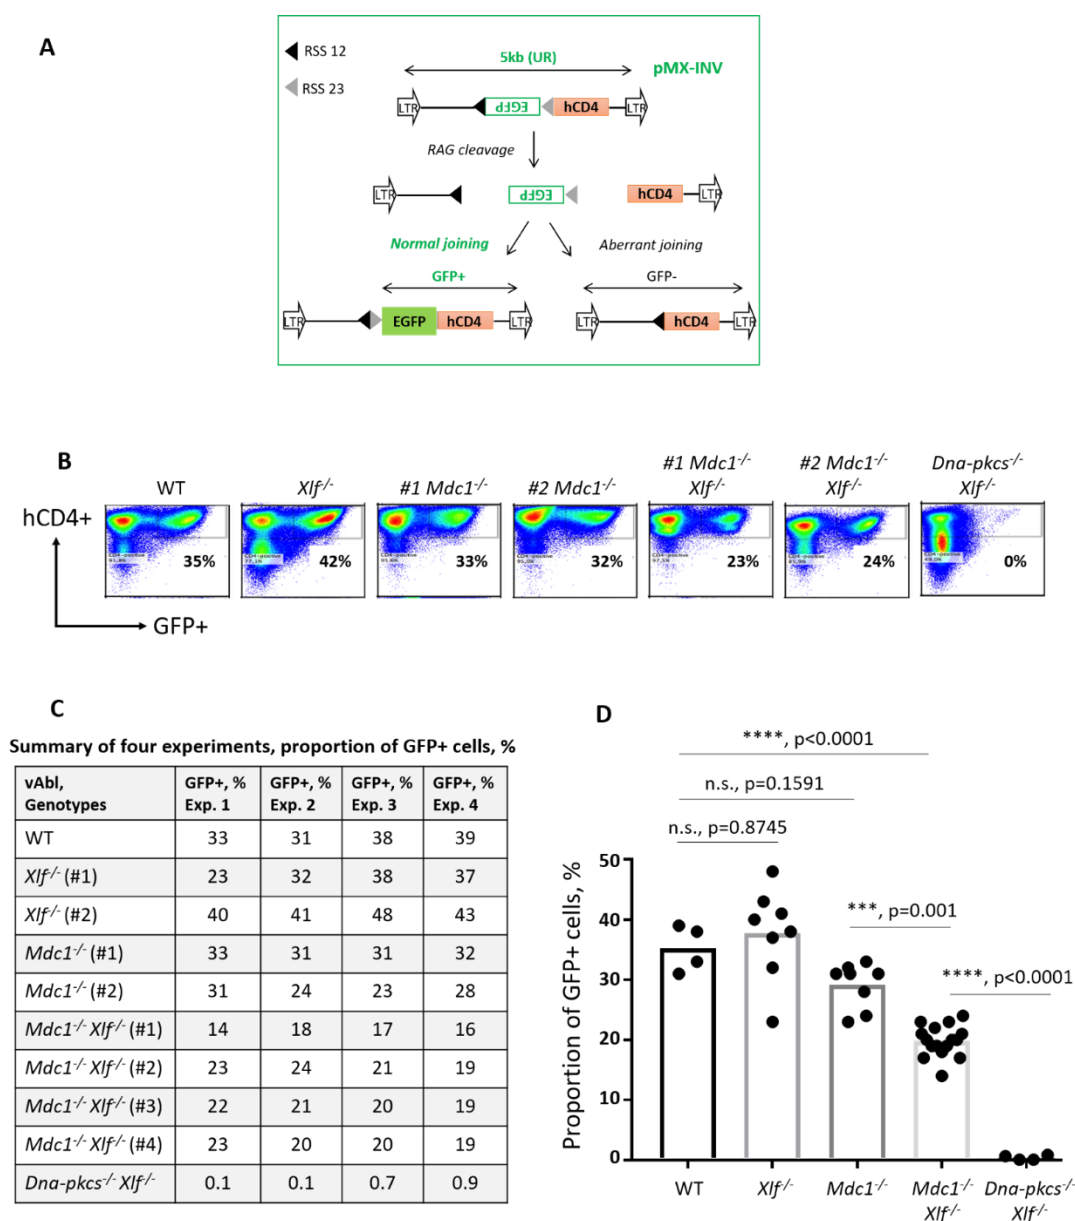 A
RSS 12
RSS 23
5kb (UR)
pMX-INV
LTR
EGFP
hCD4
LTR
RAG cleavage
LTR
EGFP
hCD4
LTR
Normal joining
Aberrant joining
GFP+
GFP-
LTR
EGFP
hCD4
LTR
LTR
hCD4
LTR
B
WT
Xlf-/-
#1 Mdc1-/-
#2 Mdc1-/-
#1 Mdc1-/-
Xlf-/-
#2 Mdc1-/-
Xlf-/-
Dna-pkcs-/-
Xlf-/-
hCD4+
35%
42%
33%
32%
23%
24%
0%
GFP+
C
Summary of four experiments, proportion of GFP+ cells, %
vAbl, Genotypes | GFP+, % Exp. 1 | GFP+, % Exp. 2 | GFP+, % Exp. 3 | GFP+, % Exp. 4
WT 33 31 38 39
Xlf-/- (#1) 23 32 38 37
Xlf-/- (#2) 40 41 48 43
Mdc1-/- (#1) 33 31 31 32
Mdc1-/- (#2) 31 24 23 28
Mdc1-/- Xlf-/- (#1) 14 18 17 16
Mdc1-/- Xlf-/- (#2) 23 24 21 19
Mdc1-/- Xlf-/- (#3) 22 21 20 19
Mdc1-/- Xlf-/- (#4) 23 20 20 19
Dna-pkcs-/- Xlf-/- 0.1 0.1 0.7 0.9
D
****, p<0.0001
n.s., p=0.1591
n.s., p=0.8745
***, p=0.001
****, p<0.0001
Proportion of GFP+ cells, %
50
40
30
20
10
0
WT
Xlf-/-
Mdc1-/-
Mdc1-/-
Xlf-/-
Dna-pkcs-/-
Xlf-/-